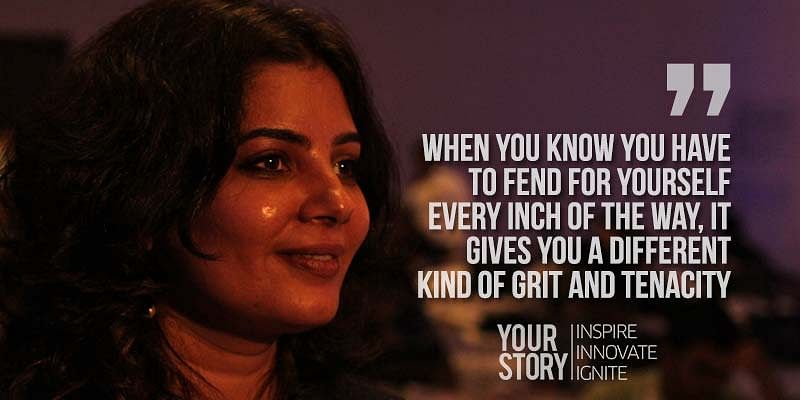 ”
WHEN YOU KNOW YOU HAVE
TO FEND FOR YOURSELF
EVERY INCH OF THE WAY, IT
GIVES YOU A DIFFERENT
KIND OF GRIT AND TENACITY
YOUR
STORY
INSPIRE
INNOVATE
IGNITE